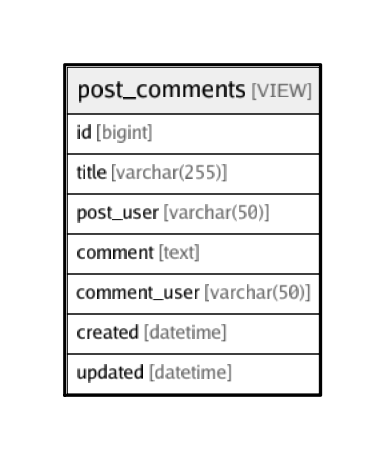 post_comments [VIEW]
id [bigint]
title [varchar(255)]
post_user [varchar(50)]
comment [text]
comment_user [varchar(50)]
created [datetime]
updated [datetime]